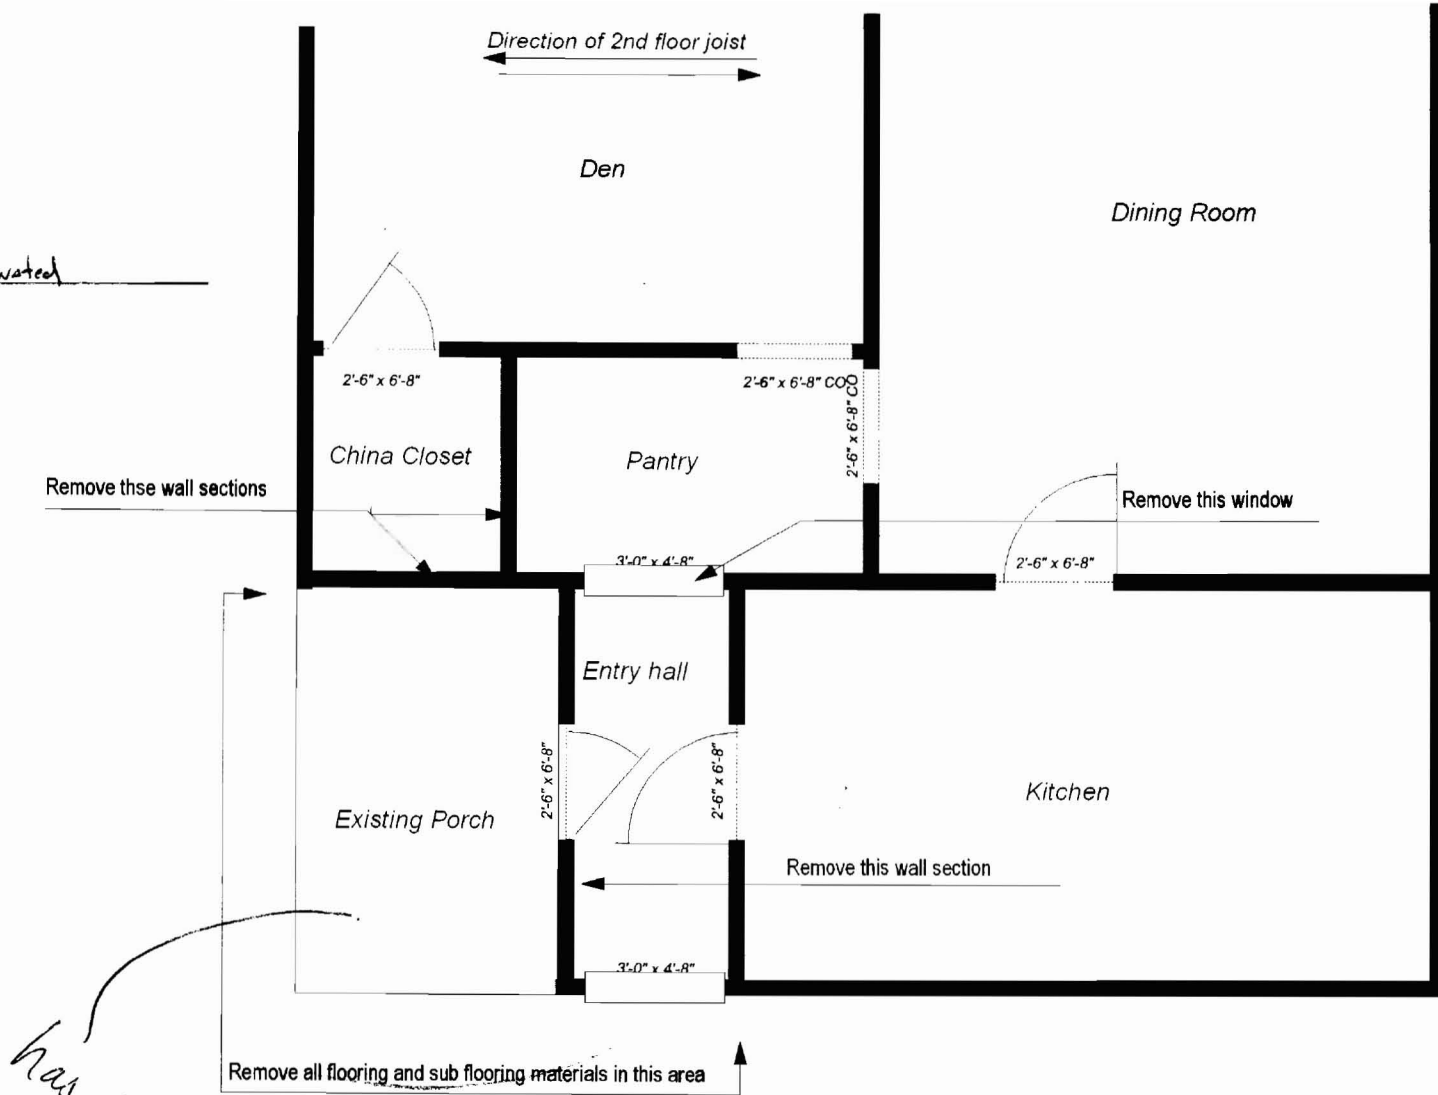 Direction of 2nd floor joist
Den
Dining Room
2'-6" x 6'-8"
2'-6" x 6'-8" CO
2'-6" x 6'-8" CO
China Closet
Pantry
Remove thse wall sections
Remove this window
3'-0" x 4'-8"
2'-6" x 6'-8"
Entry hall
2'-6" x 6'-8"
2'-6" x 6'-8"
Kitchen
Existing Porch
Remove this wall section
3'-0" x 4'-8"
Remove all flooring and sub flooring materials in this area